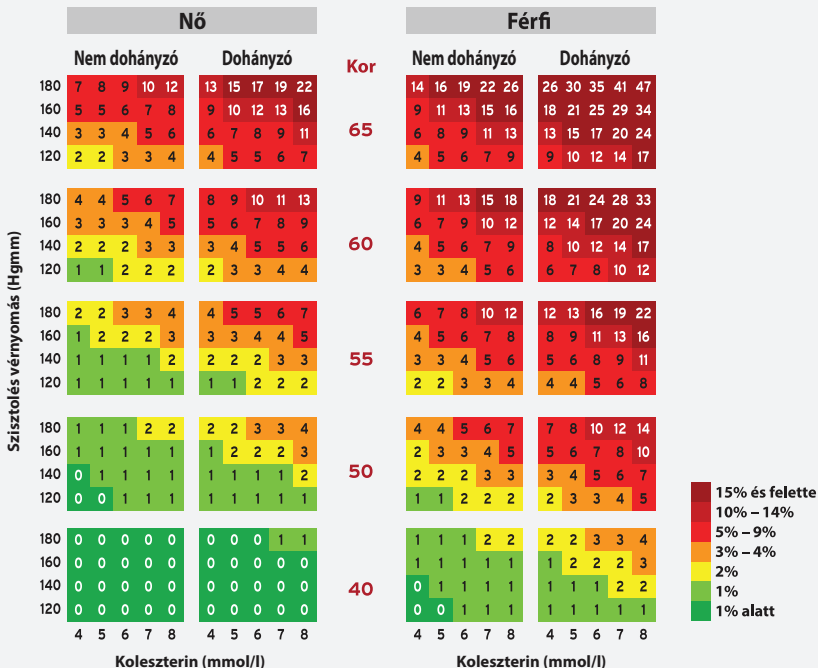 Nő Férfi
Nem dohányzó Dohányzó Kor Nem dohányzó Dohányzó
180 7 8 9 10 12 13 15 17 19 22 14 16 19 22 26 26 30 35 41 47
160 5 5 6 7 8 9 10 12 13 16 9 11 13 15 16 18 21 25 29 34
65
140 3 3 4 5 6 6 7 8 9 11 6 8 9 11 13 13 15 17 20 24
120 2 2 3 3 4 4 5 5 6 7 4 5 6 7 9 9 10 12 14 17
180 4 4 5 6 7 8 9 10 11 13 9 11 13 15 18 18 21 24 28 33
160 3 3 3 4 5 5 6 7 8 9 6 7 9 10 12 12 14 17 20 24
60
140 2 2 2 3 3 3 4 5 5 6 4 5 6 7 9 8 10 12 14 17
120 1 1 2 2 2 2 3 3 4 4 3 3 4 5 6 6 7 8 10 12
180 2 2 3 3 4 4 5 5 6 7 6 7 8 10 12 12 13 16 19 22
160 1 2 2 2 3 3 3 4 4 5 4 5 6 7 8 8 9 11 13 16
55
140 1 1 1 1 2 2 2 2 3 3 3 3 4 5 6 5 6 8 9 11
120 1 1 1 1 1 1 1 2 2 2 2 2 3 3 4 4 4 5 6 8
180 1 1 1 2 2 2 2 3 3 4 4 4 5 6 7 7 8 10 12 14
160 1 1 1 1 1 1 2 2 2 3 2 3 3 4 5 5 6 7 8 10
50
140 0 1 1 1 1 1 1 1 1 2 2 2 2 3 3 3 4 5 6 7
120 0 0 1 1 1 1 1 1 1 1 1 1 2 2 2 2 3 3 4 5
180 0 0 0 0 0 0 0 0 1 1 1 1 1 2 2 2 2 3 3 4
160 0 0 0 0 0 0 0 0 0 0 1 1 1 1 1 1 2 2 2 3
40
140 0 0 0 0 0 0 0 0 0 0 0 1 1 1 1 1 1 1 2 2
120 0 0 0 0 0 0 0 0 0 0 0 0 1 1 1 1 1 1 1 1
4 5 6 7 8 4 5 6 7 8 4 5 6 7 8 4 5 6 7 8
Koleszterin (mmol/l) Koleszterin (mmol/l)
Szisztolés vérnyomás (Hgmm)
15% és felette
10% – 14%
5% – 9%
3% – 4%
2%
1%
1% alatt